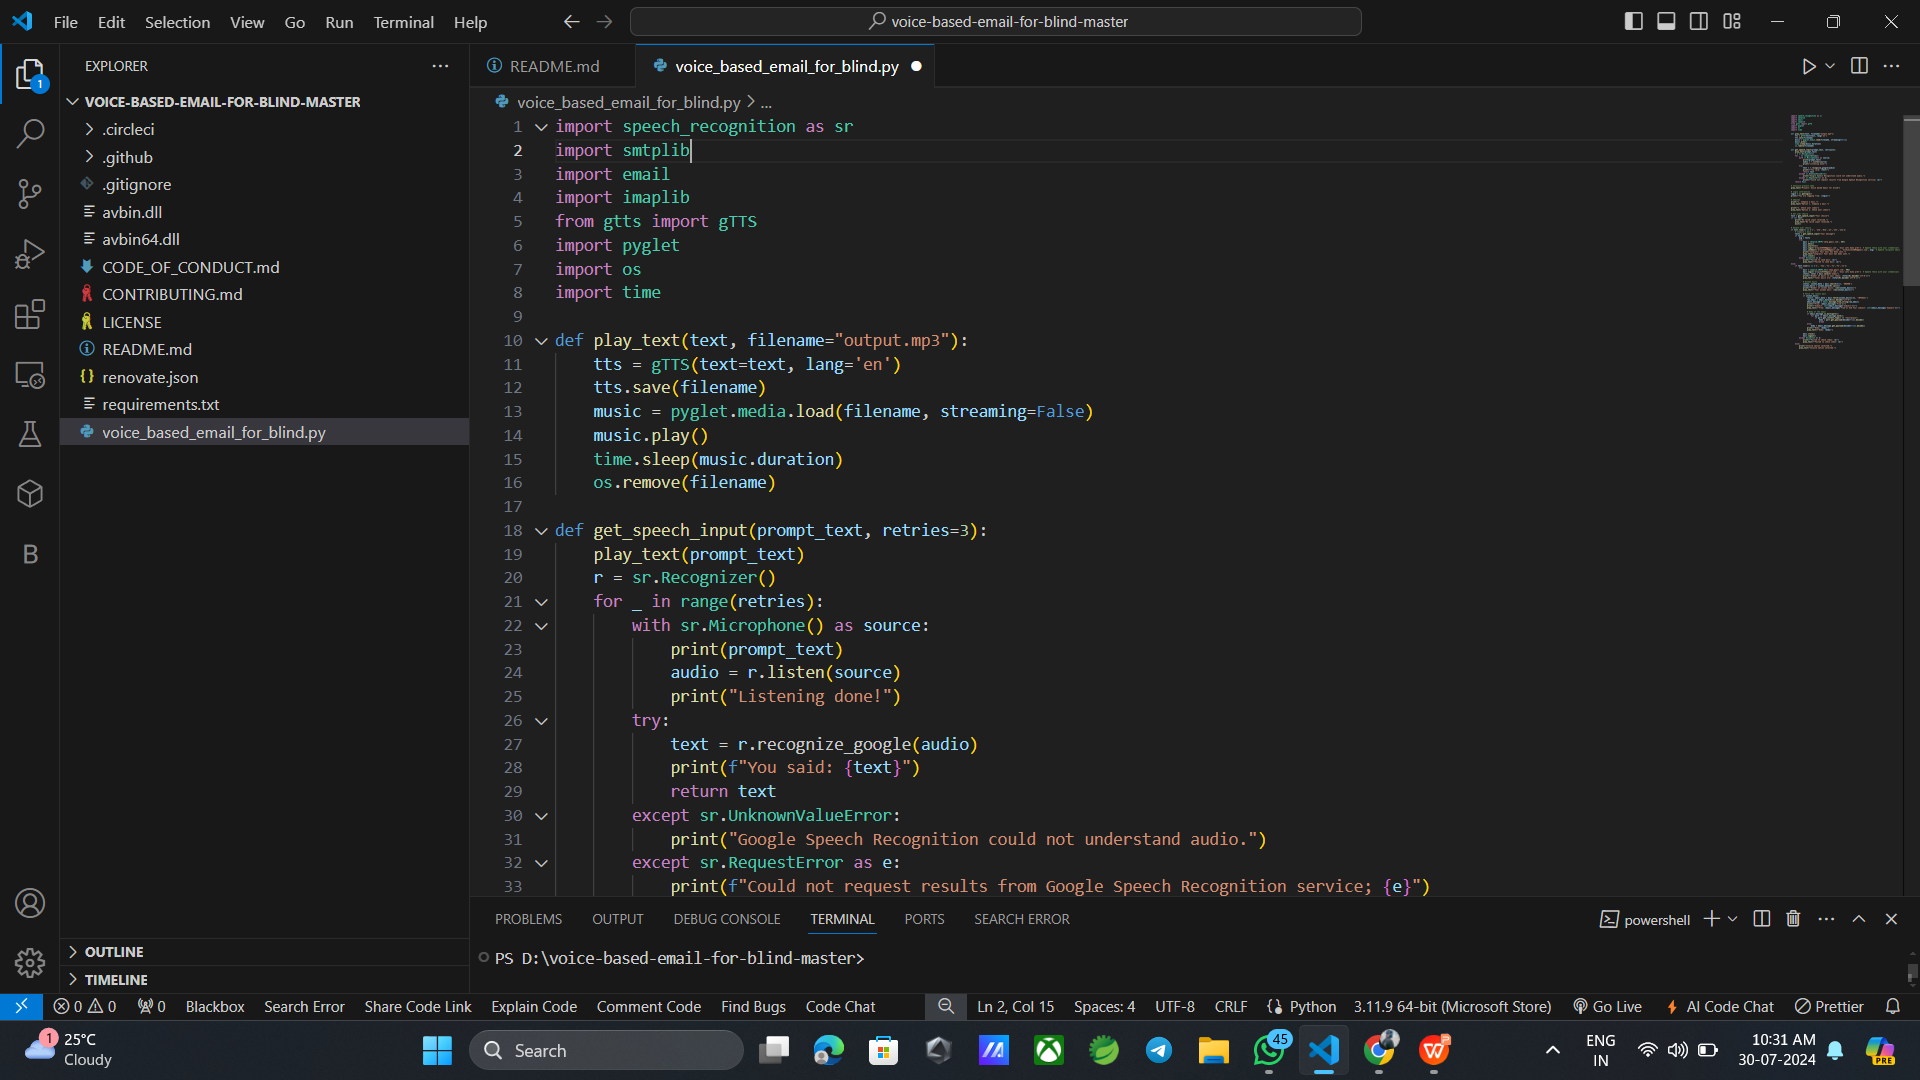 File Edit Selection View Go Run Terminal Help
voice-based-email-for-blind-master
EXPLORER
VOICE-BASED-EMAIL-FOR-BLIND-MASTER
.circleci
.github
.gitignore
avbin.dll
avbin64.dll
CODE_OF_CONDUCT.md
CONTRIBUTING.md
LICENSE
README.md
renovate.json
requirements.txt
voice_based_email_for_blind.py
OUTLINE
TIMELINE
README.md voice_based_email_for_blind.py
voice_based_email_for_blind.py > ...
1 import speech_recognition as sr
2 import smtplib
3 import email
4 import imaplib
5 from gtts import gTTS
6 import pyglet
7 import os
8 import time
9
10 def play_text(text, filename="output.mp3"):
11 tts = gTTS(text=text, lang='en')
12 tts.save(filename)
13 music = pyglet.media.load(filename, streaming=False)
14 music.play()
15 time.sleep(music.duration)
16 os.remove(filename)
17
18 def get_speech_input(prompt_text, retries=3):
19 play_text(prompt_text)
20 r = sr.Recognizer()
21 for _ in range(retries):
22 with sr.Microphone() as source:
23 print(prompt_text)
24 audio = r.listen(source)
25 print("Listening done!")
26 try:
27 text = r.recognize_google(audio)
28 print(f"You said: {text}")
29 return text
30 except sr.UnknownValueError:
31 print("Google Speech Recognition could not understand audio.")
32 except sr.RequestError as e:
33 print(f"Could not request results from Google Speech Recognition service; {e}")
PROBLEMS OUTPUT DEBUG CONSOLE TERMINAL PORTS SEARCH ERROR
powershell
PS D:\voice-based-email-for-blind-master>
0 0 0 Blackbox Search Error Share Code Link Explain Code Comment Code Find Bugs Code Chat Ln 2, Col 15 Spaces: 4 UTF-8 CRLF Python 3.11.9 64-bit (Microsoft Store) Go Live AI Code Chat Prettier
1 25°C
Cloudy
Search
45
ENG
IN
10:31 AM
30-07-2024
PRE